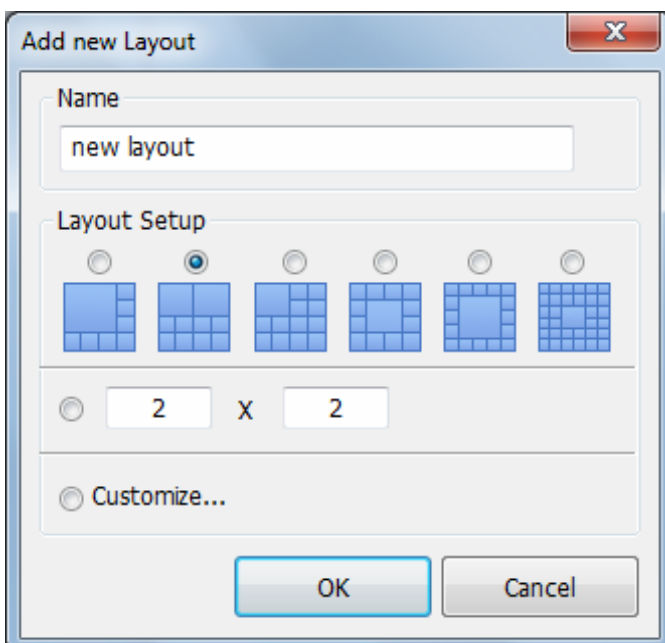 Add new Layout
Name
new layout
Layout Setup
2 X 2
Customize...
OK Cancel